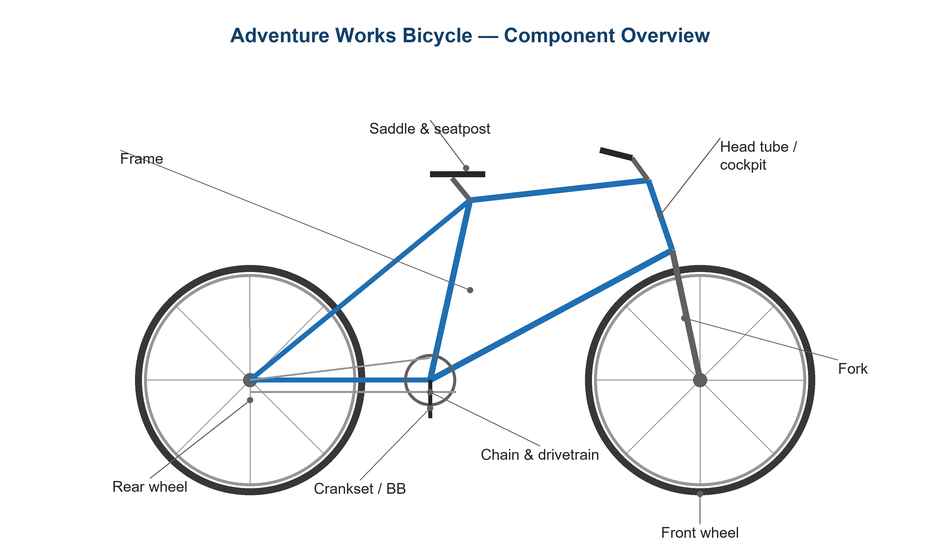 Adventure Works Bicycle — Component Overview
Saddle & seatpost
Head tube /
cockpit
Frame
Fork
Chain & drivetrain
Rear wheel
Crankset / BB
Front wheel